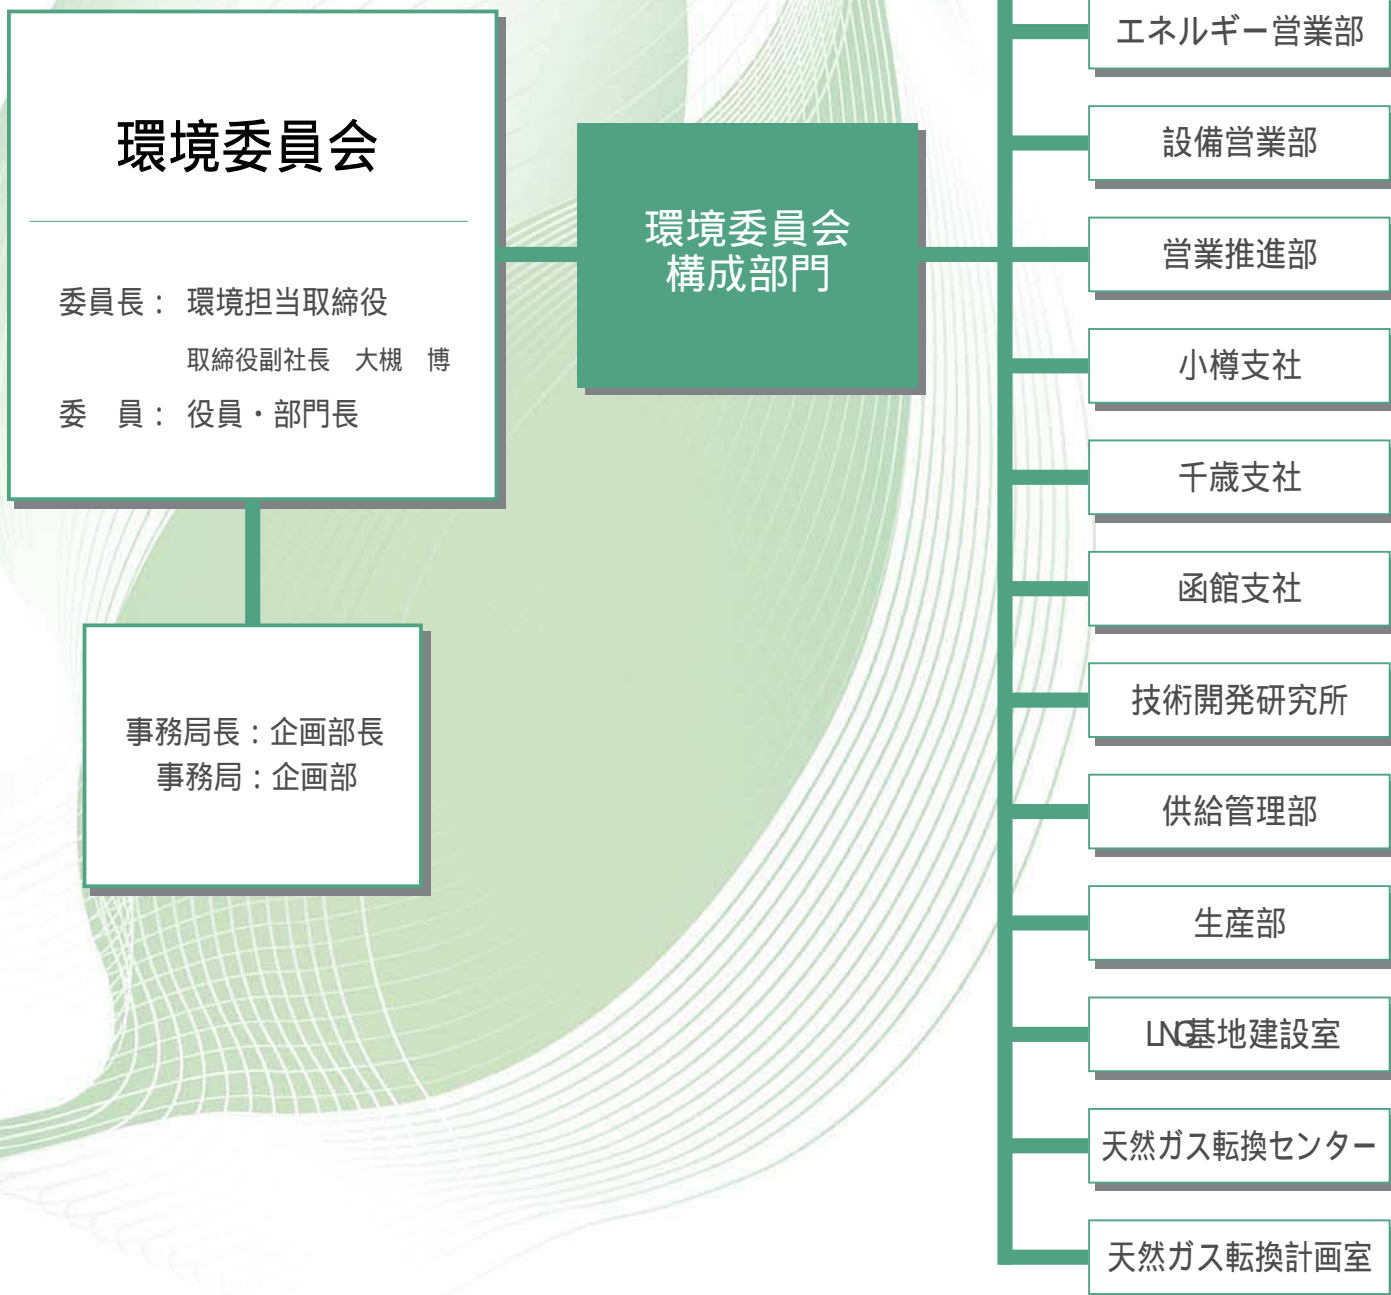 環境委員会
委員長： 環境担当取締役
取締役副社長　大槻　博
委　員： 役員・部門長
事務局長：企画部長
事務局：企画部
環境委員会
構成部門
エネルギー営業部
設備営業部
営業推進部
小樽支社
千歳支社
函館支社
技術開発研究所
供給管理部
生産部
LNG基地建設室
天然ガス転換センター
天然ガス転換計画室